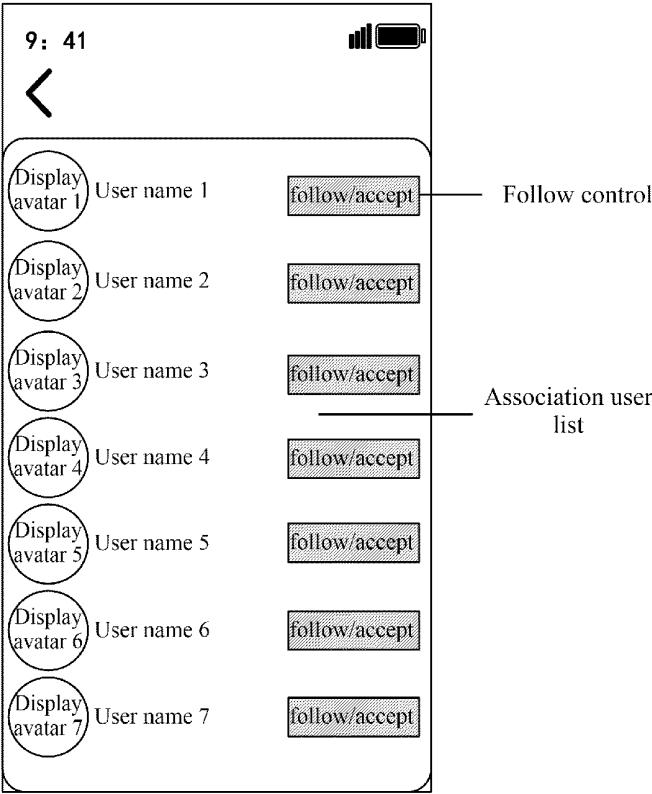 9: 41
Display
avatar 1
User name 1
follow/accept
Follow control
Display
avatar 2
User name 2
follow/accept
Display
avatar 3
User name 3
follow/accept
Association user
list
Display
avatar 4
User name 4
follow/accept
Display
avatar 5
User name 5
follow/accept
Display
avatar 6
User name 6
follow/accept
Display
avatar 7
User name 7
follow/accept